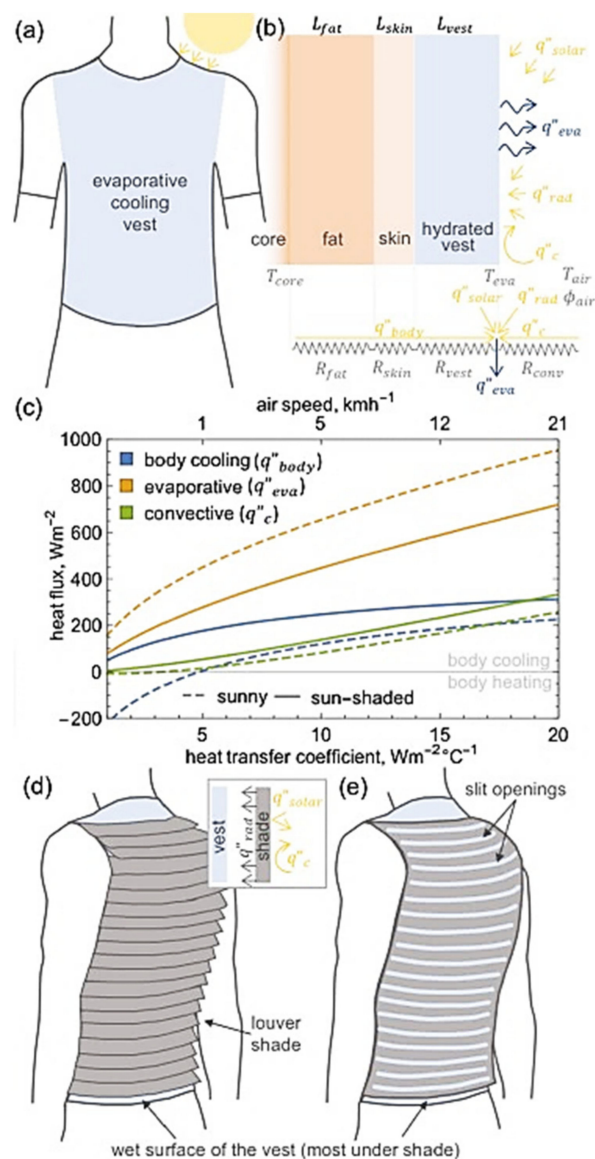 (a)
evaporative
cooling
vest
(b)
L_fat L_skin L_vest
q"_solar
q"_eva
q"_rad
q"_c
core fat skin hydrated
vest
T_core T_eva T_air
ϕ_air
q"_solar q"_rad
q"_body q"_c
R_fat R_skin R_vest R_conv
q"_eva
(c)
air speed, kmh⁻¹
1 5 12 21
1000
800
600
400
200
0
−200
heat flux, Wm⁻²
body cooling (q"_body)
evaporative (q"_eva)
convective (q"_c)
body cooling
body heating
sunny sun-shaded
5 10 15 20
heat transfer coefficient, Wm⁻²°C⁻¹
(d)
vest
q"_rad
shade
q"_solar
q"_c
louver
shade
(e)
slit openings
wet surface of the vest (most under shade)